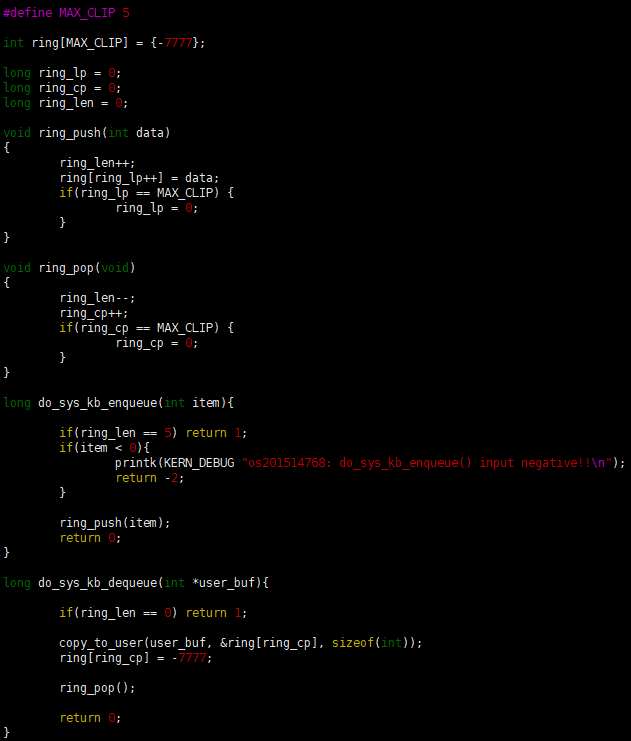 #define MAX_CLIP 5

int ring[MAX_CLIP] = {-7777};

long ring_lp = 0;
long ring_cp = 0;
long ring_len = 0;

void ring_push(int data)
{
        ring_len++;
        ring[ring_lp++] = data;
        if(ring_lp == MAX_CLIP) {
                ring_lp = 0;
        }
}

void ring_pop(void)
{
        ring_len--;
        ring_cp++;
        if(ring_cp == MAX_CLIP) {
                ring_cp = 0;
        }
}

long do_sys_kb_enqueue(int item){

        if(ring_len == 5) return 1;
        if(item < 0){
                printk(KERN_DEBUG "os201514768: do_sys_kb_enqueue() input negative!!\n");
                return -2;
        }

        ring_push(item);
        return 0;
}

long do_sys_kb_dequeue(int *user_buf){

        if(ring_len == 0) return 1;

        copy_to_user(user_buf, &ring[ring_cp], sizeof(int));
        ring[ring_cp] = -7777;

        ring_pop();

        return 0;
}